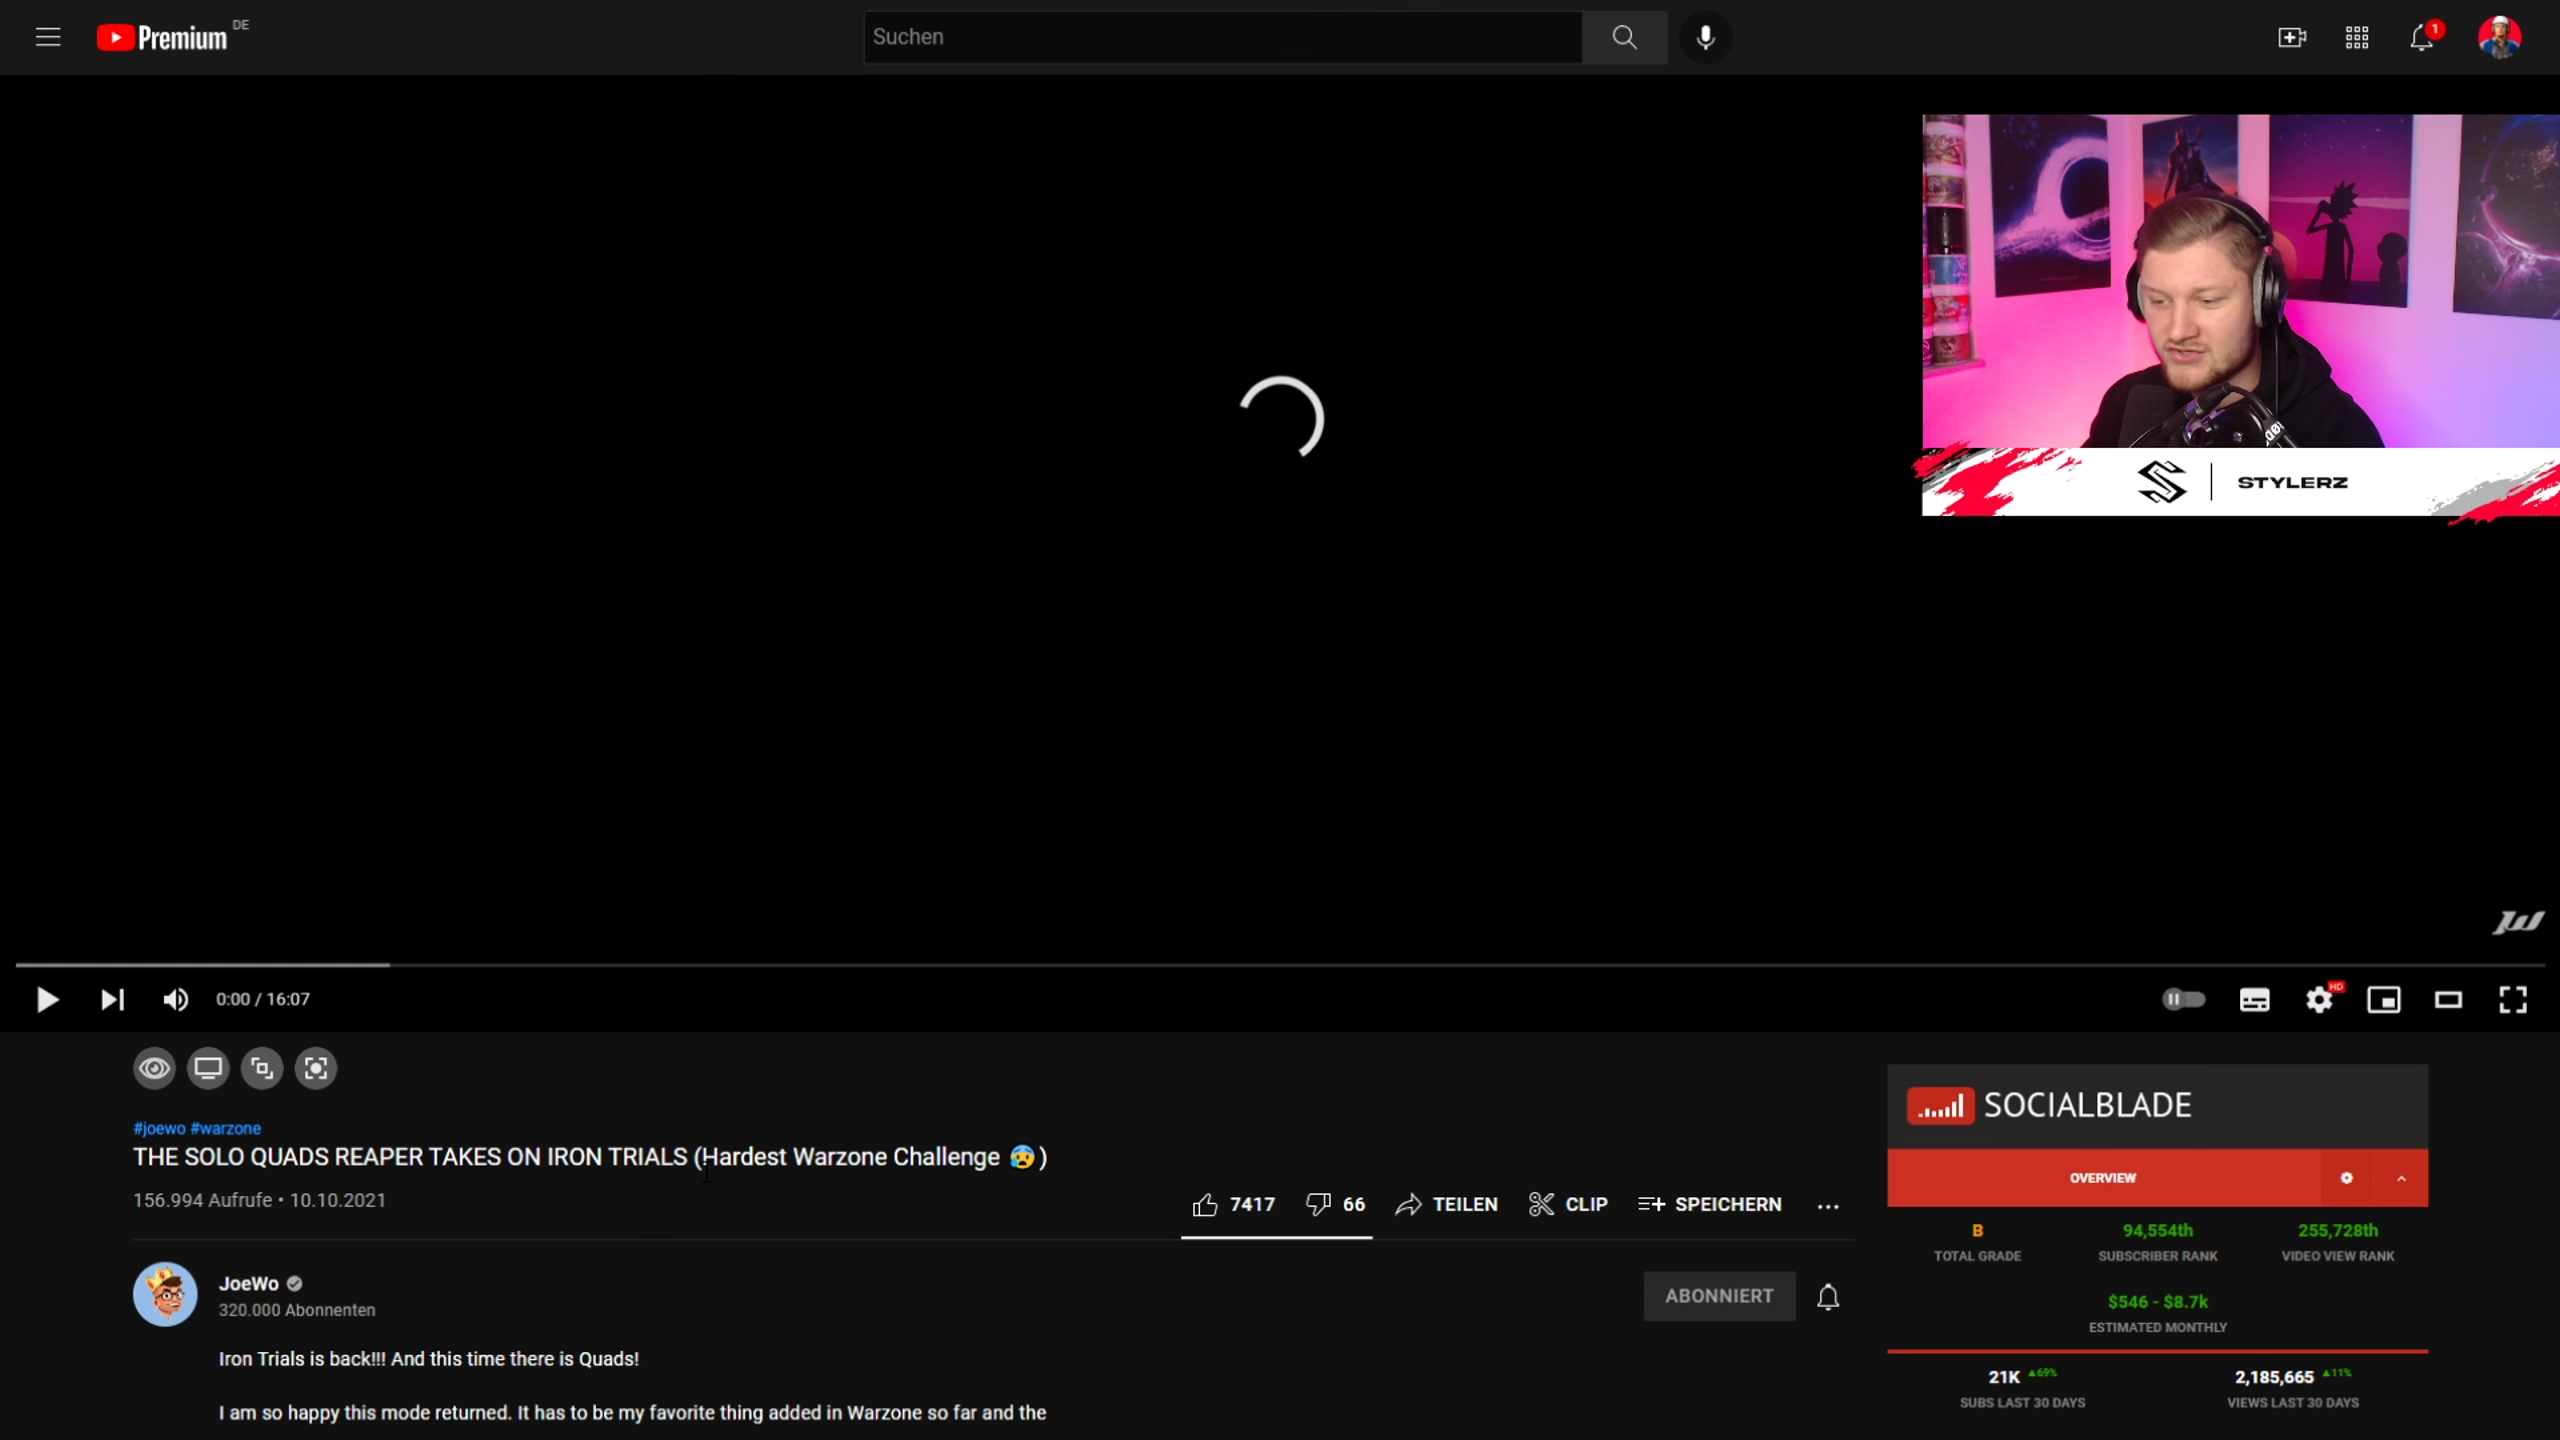 Premium DE
Suchen
1
STYLERZ
JW
0:00 / 16:07
HD
#joewo #warzone
THE SOLO QUADS REAPER TAKES ON IRON TRIALS (Hardest Warzone Challenge 😰)
156.994 Aufrufe • 10.10.2021
7417 66 TEILEN CLIP SPEICHERN ...
JoeWo
320.000 Abonnenten
ABONNIERT
Iron Trials is back!!! And this time there is Quads!
I am so happy this mode returned. It has to be my favorite thing added in Warzone so far and the
SOCIALBLADE
OVERVIEW
B 94,554th 255,728th
TOTAL GRADE SUBSCRIBER RANK VIDEO VIEW RANK
$546 - $8.7k
ESTIMATED MONTHLY
21K ▲69% 2,185,665 ▲11%
SUBS LAST 30 DAYS VIEWS LAST 30 DAYS